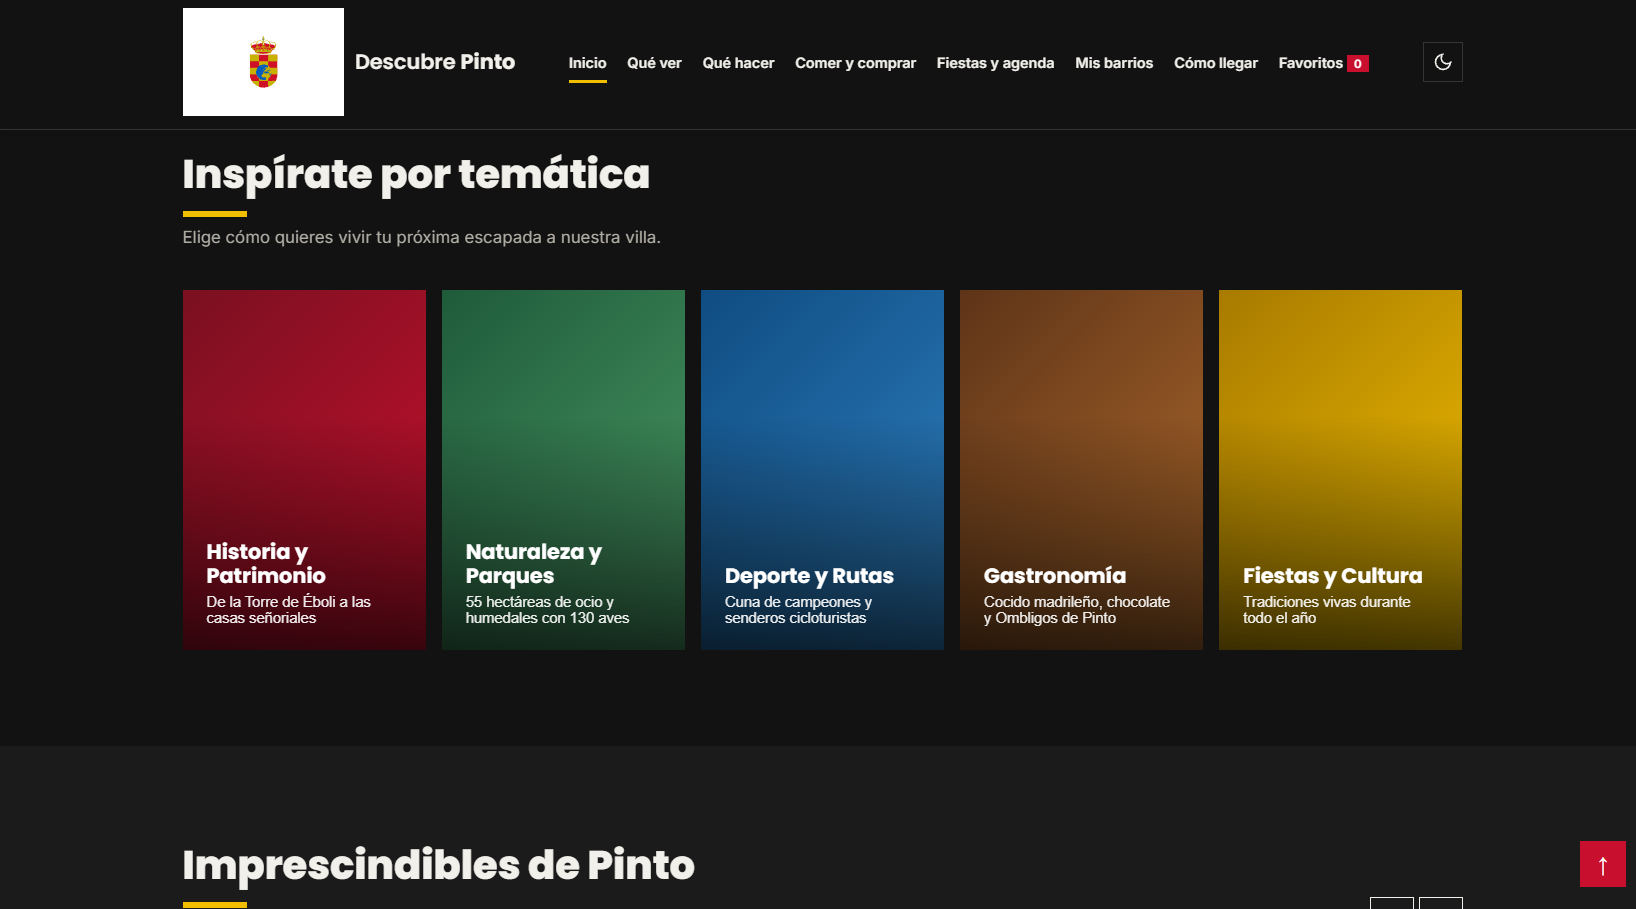 Descubre Pinto
Inicio
Qué ver
Qué hacer
Comer y comprar
Fiestas y agenda
Mis barrios
Cómo llegar
Favoritos 0
Inspírate por temática
Elige cómo quieres vivir tu próxima escapada a nuestra villa.
Historia y
Patrimonio
De la Torre de Éboli a las
casas señoriales
Naturaleza y
Parques
55 hectáreas de ocio y
humedales con 130 aves
Deporte y Rutas
Cuna de campeones y
senderos cicloturistas
Gastronomía
Cocido madrileño, chocolate
y Ombligos de Pinto
Fiestas y Cultura
Tradiciones vivas durante
todo el año
Imprescindibles de Pinto
↑